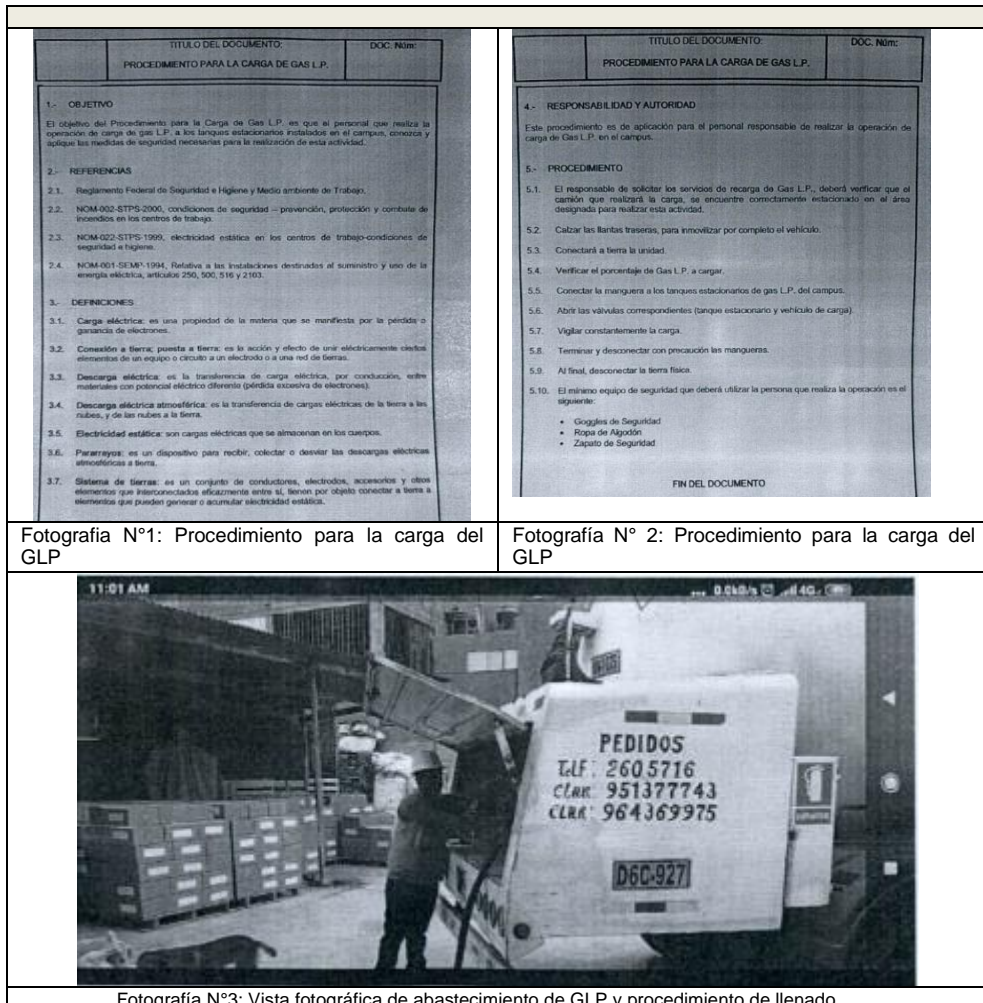 TITULO DEL DOCUMENTO:
DOC. Núm:
PROCEDIMIENTO PARA LA CARGA DE GAS L.P.
1.- OBJETIVO
El objetivo del Procedimiento para la Carga de Gas L.P. es que el personal que realiza la
operación de carga de gas L.P. a los tanques estacionarios instalados en el campus, conozca y
aplique las medidas de seguridad necesarias para la realización de esta actividad.
2.- REFERENCIAS
2.1. Reglamento Federal de Seguridad e Higiene y Medio ambiente de Trabajo.
2.2. NOM-002-STPS-2000, condiciones de seguridad – prevención, protección y combate de
incendios en los centros de trabajo.
2.3. NOM-022-STPS-1999, electricidad estática en los centros de trabajo-condiciones de
seguridad e higiene.
2.4. NOM-001-SEMP-1994, Relativa a las instalaciones destinadas al suministro y uso de la
energía eléctrica, artículos 250, 500, 516 y 2103.
3.- DEFINICIONES
3.1. Carga eléctrica: es una propiedad de la materia que se manifiesta por la pérdida o
ganancia de electrones.
3.2. Conexión a tierra; puesta a tierra: es la acción y efecto de unir eléctricamente ciertos
elementos de un equipo o circuito a un electrodo o a una red de tierras.
3.3. Descarga eléctrica: es la transferencia de carga eléctrica, por conducción, entre
materiales con potencial eléctrico diferente (pérdida excesiva de electrones).
3.4. Descarga eléctrica atmosférica: es la transferencia de cargas eléctricas de la tierra a las
nubes, y de las nubes a la tierra.
3.5. Electricidad estática: son cargas eléctricas que se almacenan en los cuerpos.
3.6. Pararrayos: es un dispositivo para recibir, colectar o desviar las descargas eléctricas
atmosféricas a tierra.
3.7. Sistema de tierras: es un conjunto de conductores, electrodos, accesorios y otros
elementos que interconectados eficazmente entre sí, tienen por objeto conectar a tierra a
elementos que pueden generar o acumular electricidad estática.
Fotografia N°1: Procedimiento para la carga del
GLP
TITULO DEL DOCUMENTO:
DOC. Núm:
PROCEDIMIENTO PARA LA CARGA DE GAS L.P.
4.- RESPONSABILIDAD Y AUTORIDAD
Este procedimiento es de aplicación para el personal responsable de realizar la operación de
carga de Gas L.P. en el campus.
5.- PROCEDIMIENTO
5.1. El responsable de solicitar los servicios de recarga de Gas L.P., deberá verificar que el
camión que realizará la carga, se encuentre correctamente estacionado en el área
designada para realizar esta actividad.
5.2. Calzar las llantas traseras, para inmovilizar por completo el vehículo.
5.3. Conectará a tierra la unidad.
5.4. Verificar el porcentaje de Gas L.P. a cargar.
5.5. Conectar la manguera a los tanques estacionarios de gas L.P. del campus.
5.6. Abrir las válvulas correspondientes (tanque estacionario y vehículo de carga).
5.7. Vigilar constantemente la carga.
5.8. Terminar y desconectar con precaución las mangueras.
5.9. Al final, desconectar la tierra física.
5.10. El mínimo equipo de seguridad que deberá utilizar la persona que realiza la operación es el
siguiente:
• Goggles de Seguridad
• Ropa de Algodón
• Zapato de Seguridad
FIN DEL DOCUMENTO
Fotografía N° 2: Procedimiento para la carga del
GLP
11:01 AM
0.0kB/s 4G
PEDIDOS
TELF: 2605716
CLAR: 951377743
CLAR: 964369975
D6C-927
Fotografía N°3: Vista fotográfica de abastecimiento de GLP y procedimiento de llenado